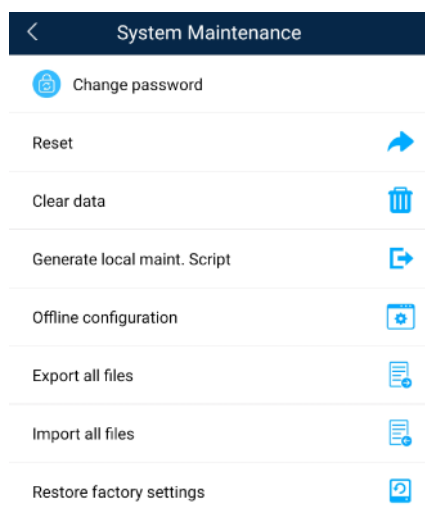 System Maintenance
Change password
Reset
Clear data
Generate local maint. Script
Offline configuration
Export all files
Import all files
Restore factory settings